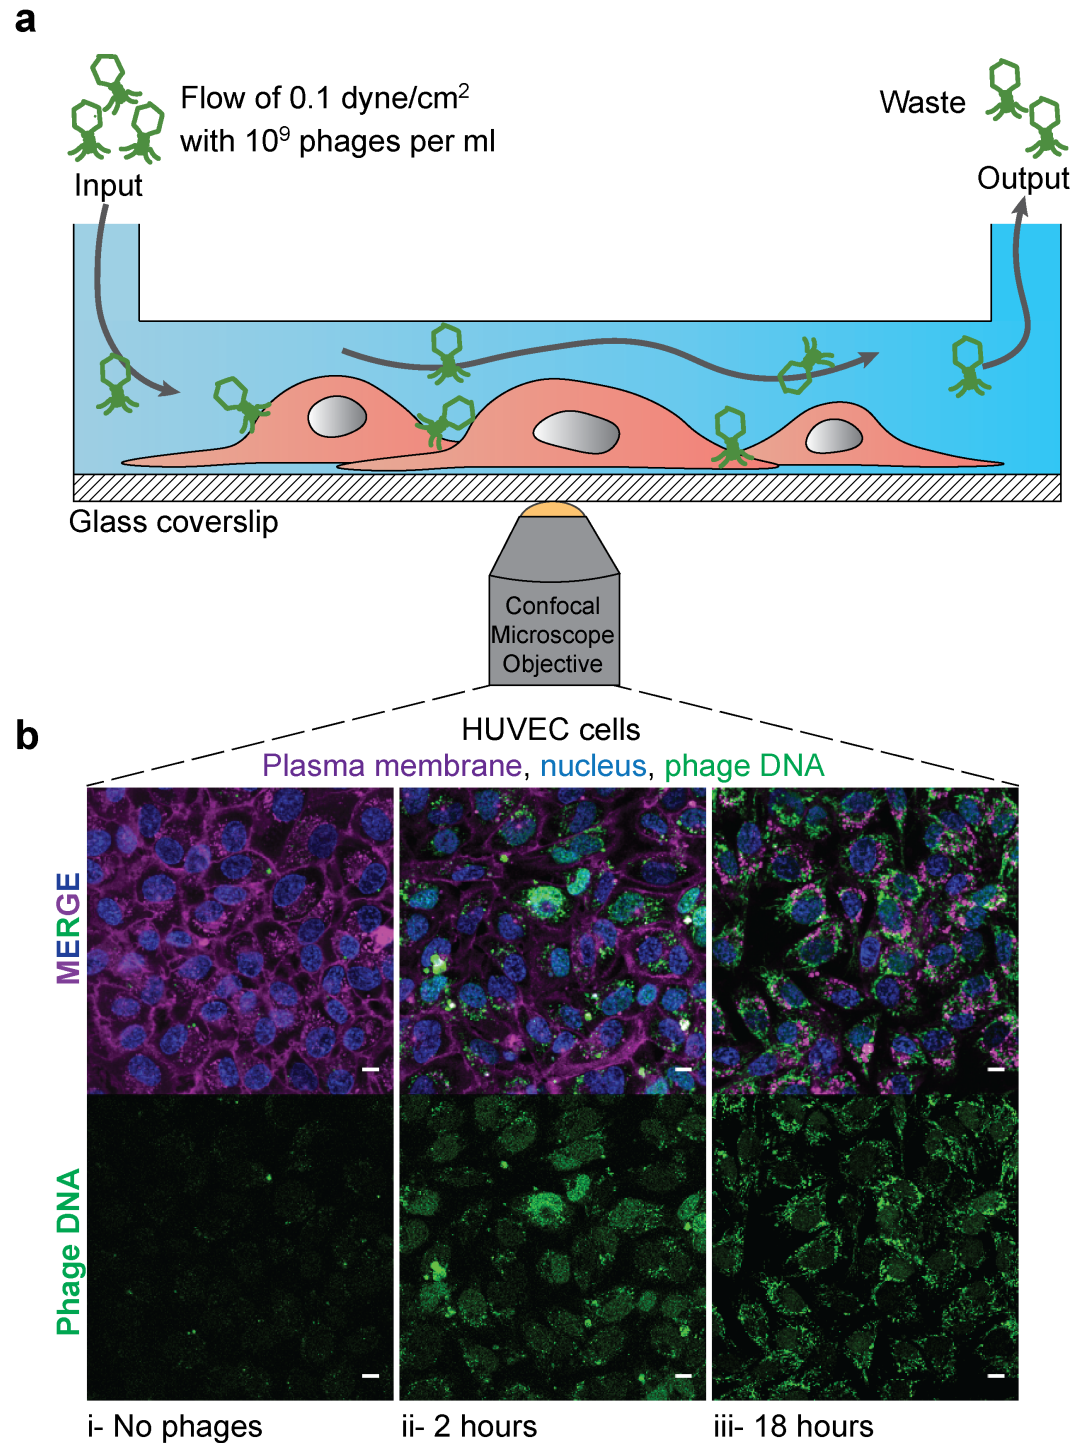 a
Flow of 0.1 dyne/cm²
with 10⁹ phages per ml
Input
Waste
Output
Glass coverslip
Confocal
Microscope
Objective
b
HUVEC cells
Plasma membrane, nucleus, phage DNA
MERGE
Phage DNA
i- No phages
ii- 2 hours
iii- 18 hours